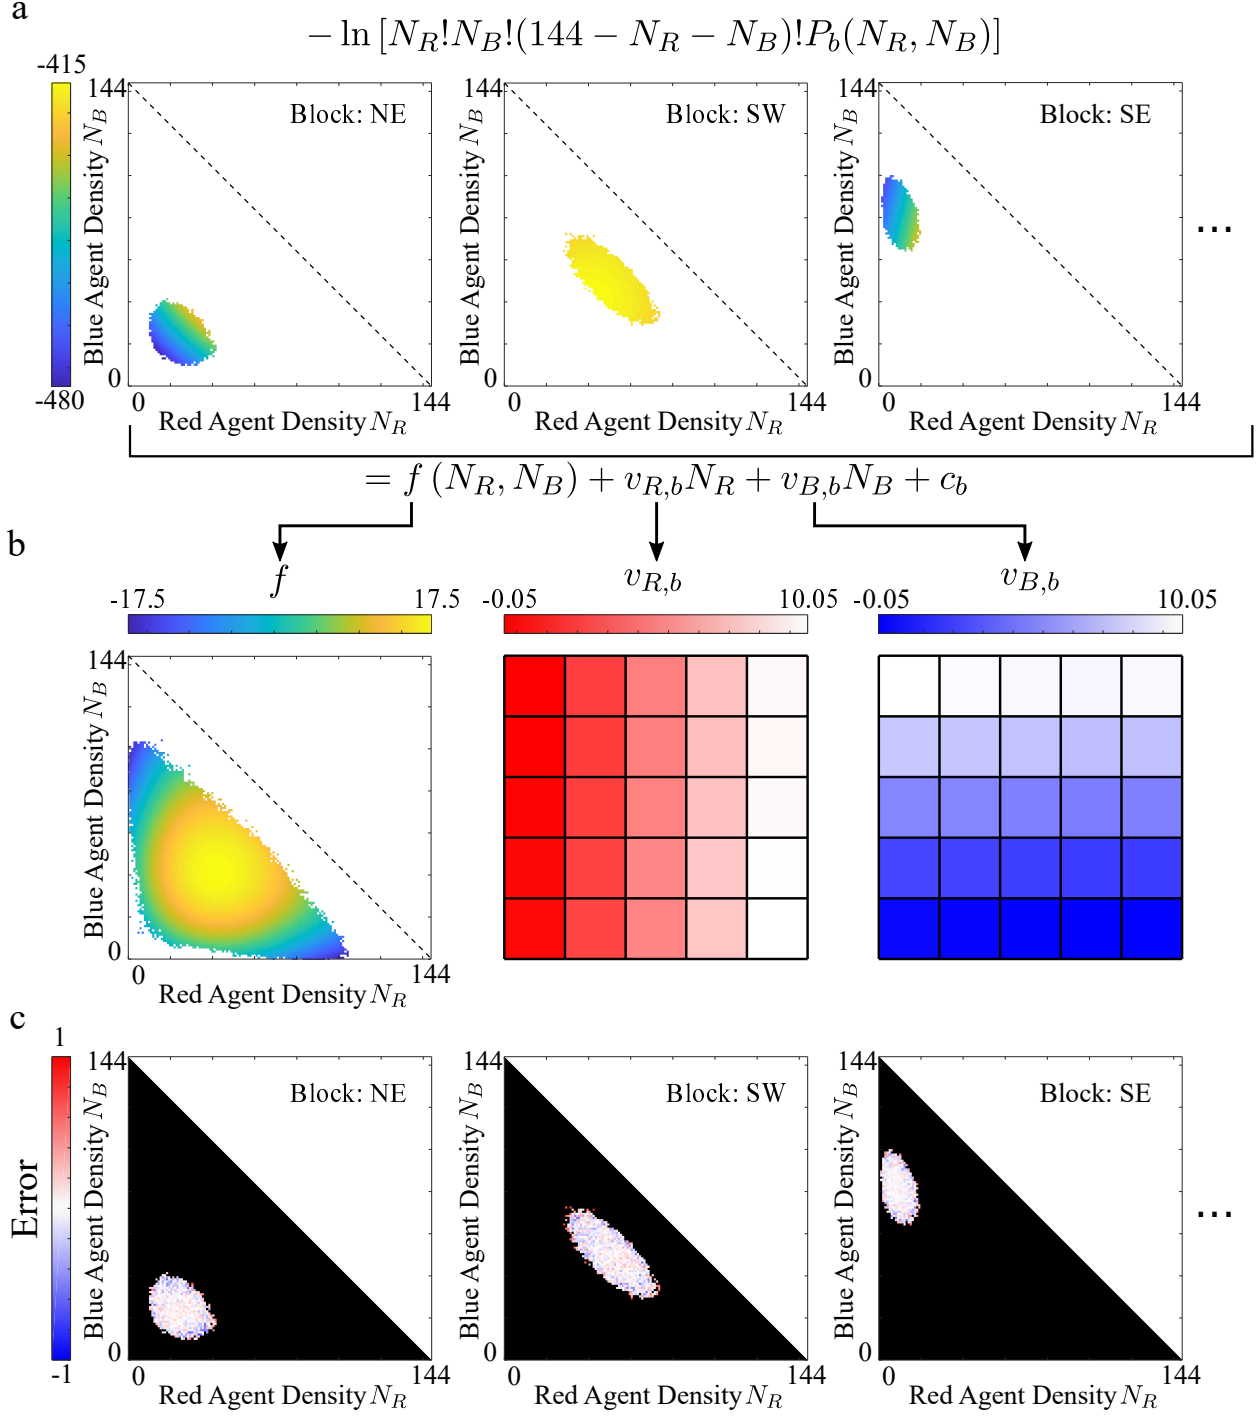 a
− ln [N_R!N_B!(144 − N_R − N_B)!P_b(N_R, N_B)]
-415
-480
144
Blue Agent Density N_B
0
Block: NE
0
144
Red Agent Density N_R
144
Blue Agent Density N_B
0
Block: SW
0
144
Red Agent Density N_R
144
Blue Agent Density N_B
0
Block: SE
0
144
Red Agent Density N_R
...
= f (N_R, N_B) + v_{R,b}N_R + v_{B,b}N_B + c_b
b
f
-17.5
17.5
v_{R,b}
-0.05
10.05
v_{B,b}
-0.05
10.05
144
Blue Agent Density N_B
0
0
144
Red Agent Density N_R
c
Error
1
-1
144
Blue Agent Density N_B
0
Block: NE
0
144
Red Agent Density N_R
144
Blue Agent Density N_B
0
Block: SW
0
144
Red Agent Density N_R
144
Blue Agent Density N_B
0
Block: SE
0
144
Red Agent Density N_R
...